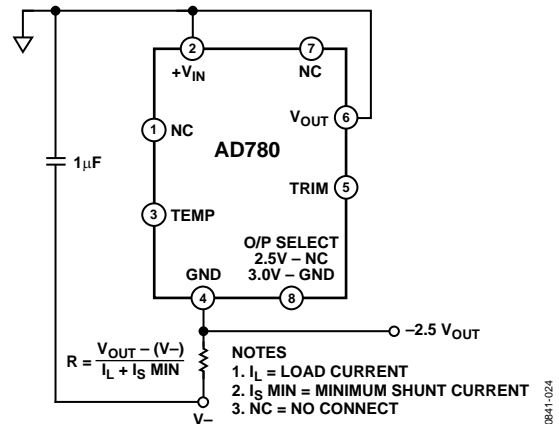 2
7
+VIN
NC
VOUT
6
1
NC
AD780
1µF
TRIM
5
3
TEMP
O/P SELECT
2.5V – NC
3.0V – GND
GND
4
8
–2.5 VOUT
R = VOUT – (V–)
IL + IS MIN
NOTES
1. IL = LOAD CURRENT
2. IS MIN = MINIMUM SHUNT CURRENT
3. NC = NO CONNECT
V–
0841-024